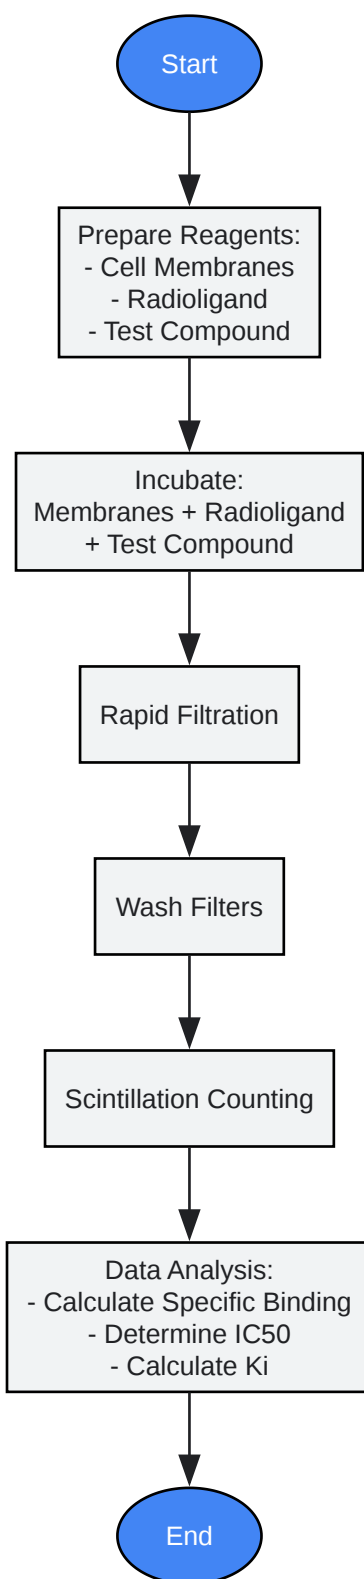 Start
Prepare Reagents:
- Cell Membranes
- Radioligand
- Test Compound
Incubate:
Membranes + Radioligand
+ Test Compound
Rapid Filtration
Wash Filters
Scintillation Counting
Data Analysis:
- Calculate Specific Binding
- Determine IC50
- Calculate Ki
End